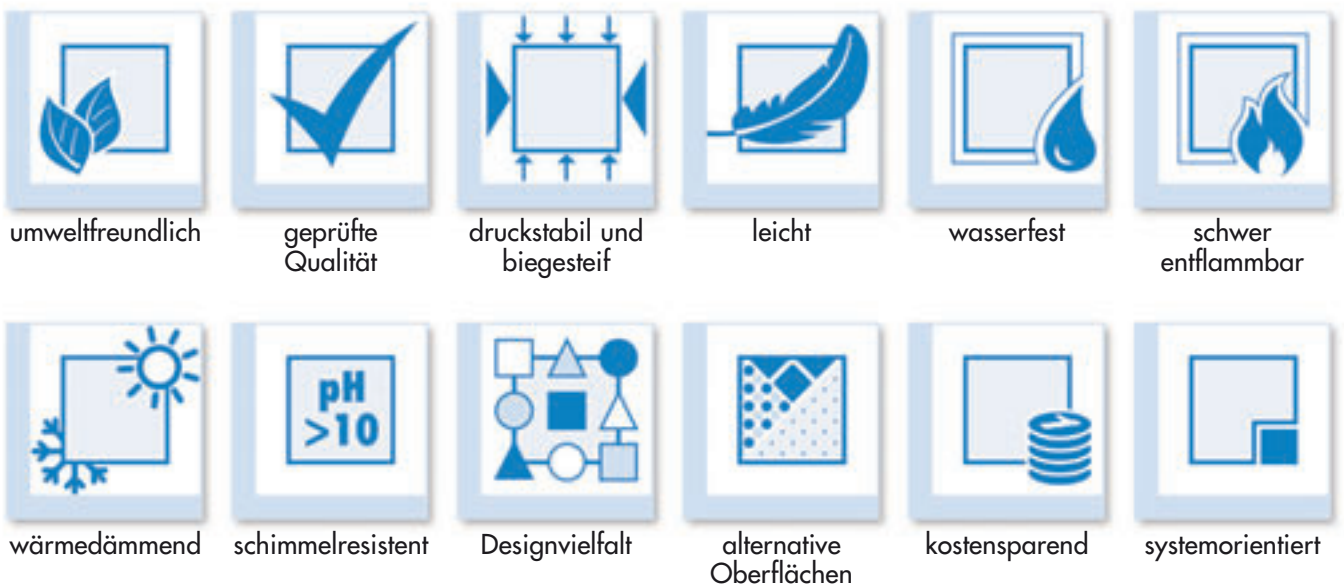 umweltfreundlich
geprüfte
Qualität
druckstabil und
biegesteif
leicht
wasserfest
schwer
entflammbar
pH
>10
wärmedämmend
schimmelresistent
Designvielfalt
alternative
Oberflächen
kostensparend
systemorientiert